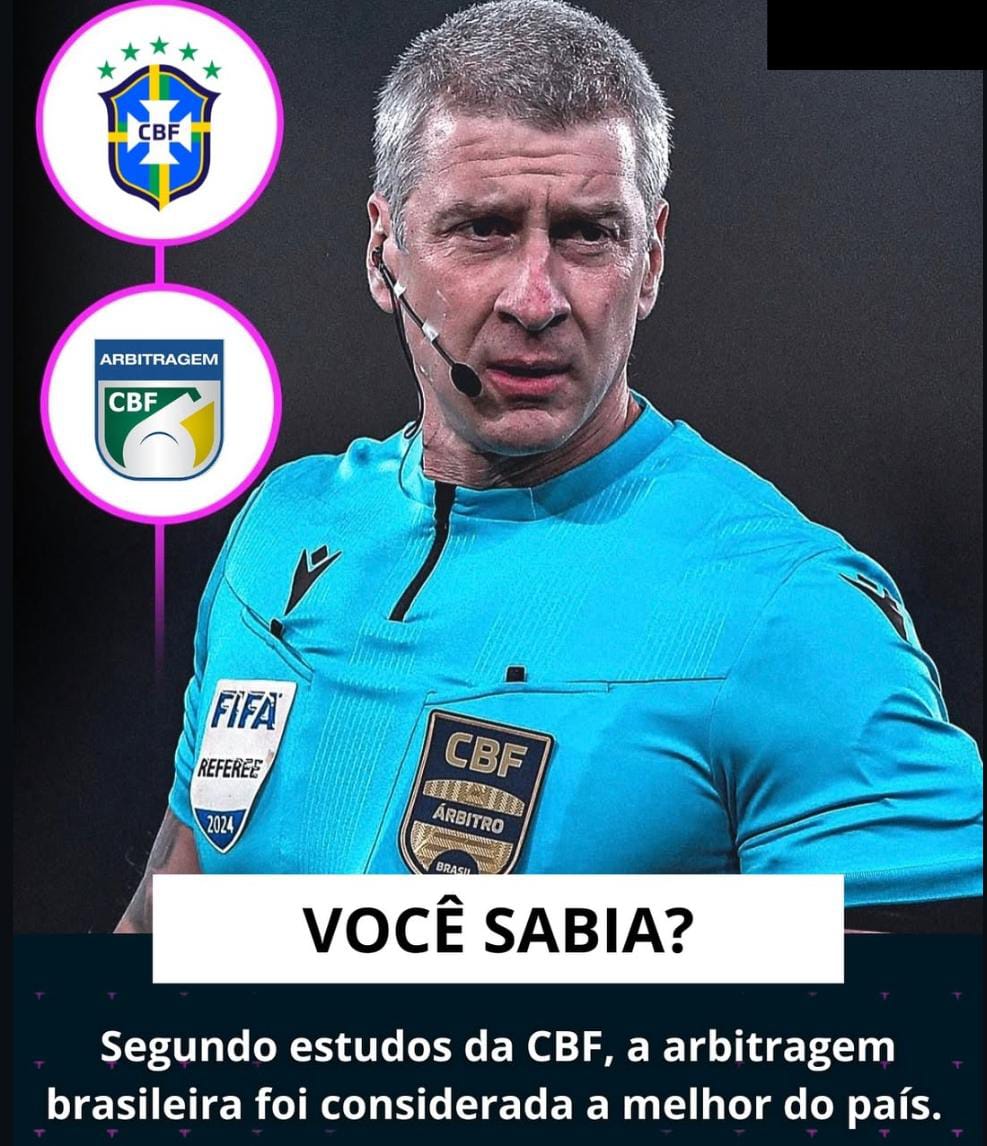 CBF
ARBITRAGEM
CBF
FIFA
REFEREE
2024
CBF
ÁRBITRO
BRASIL
VOCÊ SABIA?
Segundo estudos da CBF, a arbitragem
brasileira foi considerada a melhor do país.